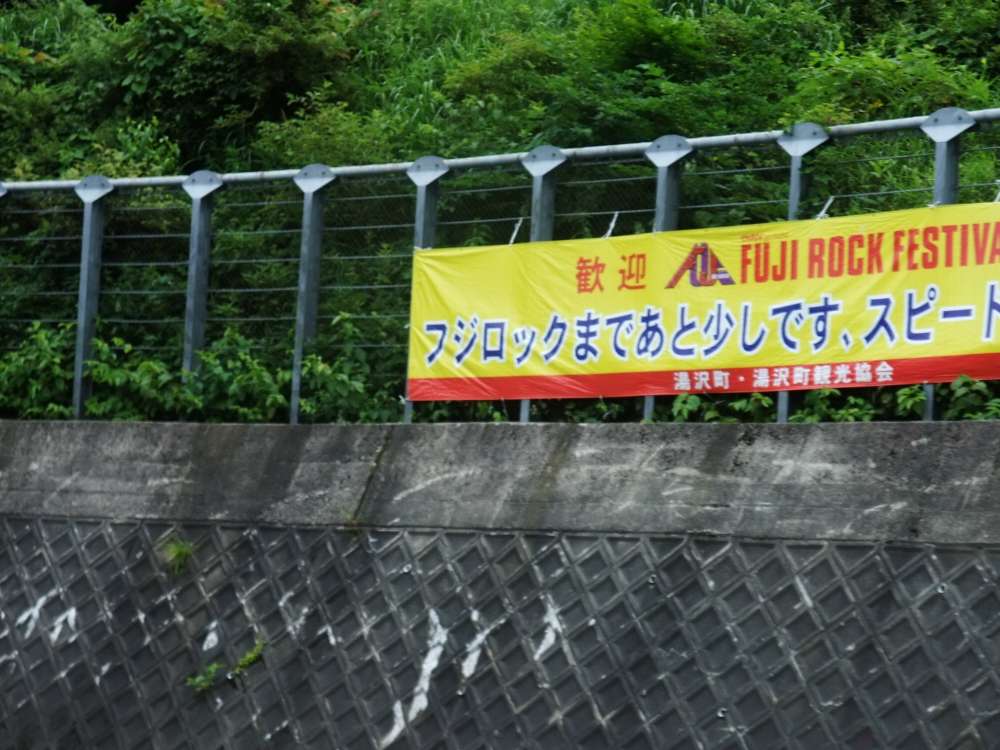 歓迎 FUJI ROCK FESTIVA
フジロックまであと少しです、スピード
湯沢町・湯沢町観光協会